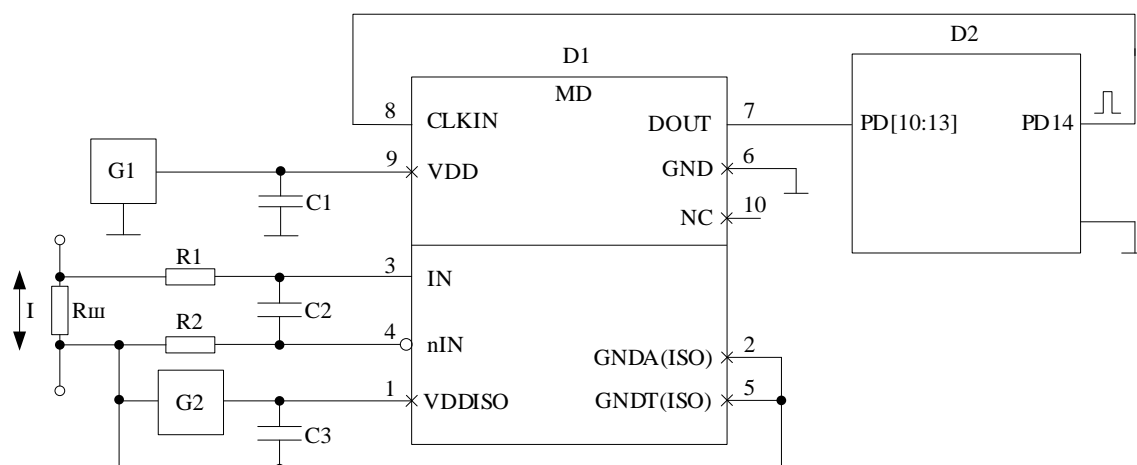 D1
D2
MD
8
CLKIN
DOUT
7
PD[10:13]
PD14
G1
9
VDD
GND
6
C1
NC
10
R1
3
IN
I
Rш
C2
R2
4
nIN
GNDA(ISO)
2
G2
1
VDDISO
GNDT(ISO)
5
C3